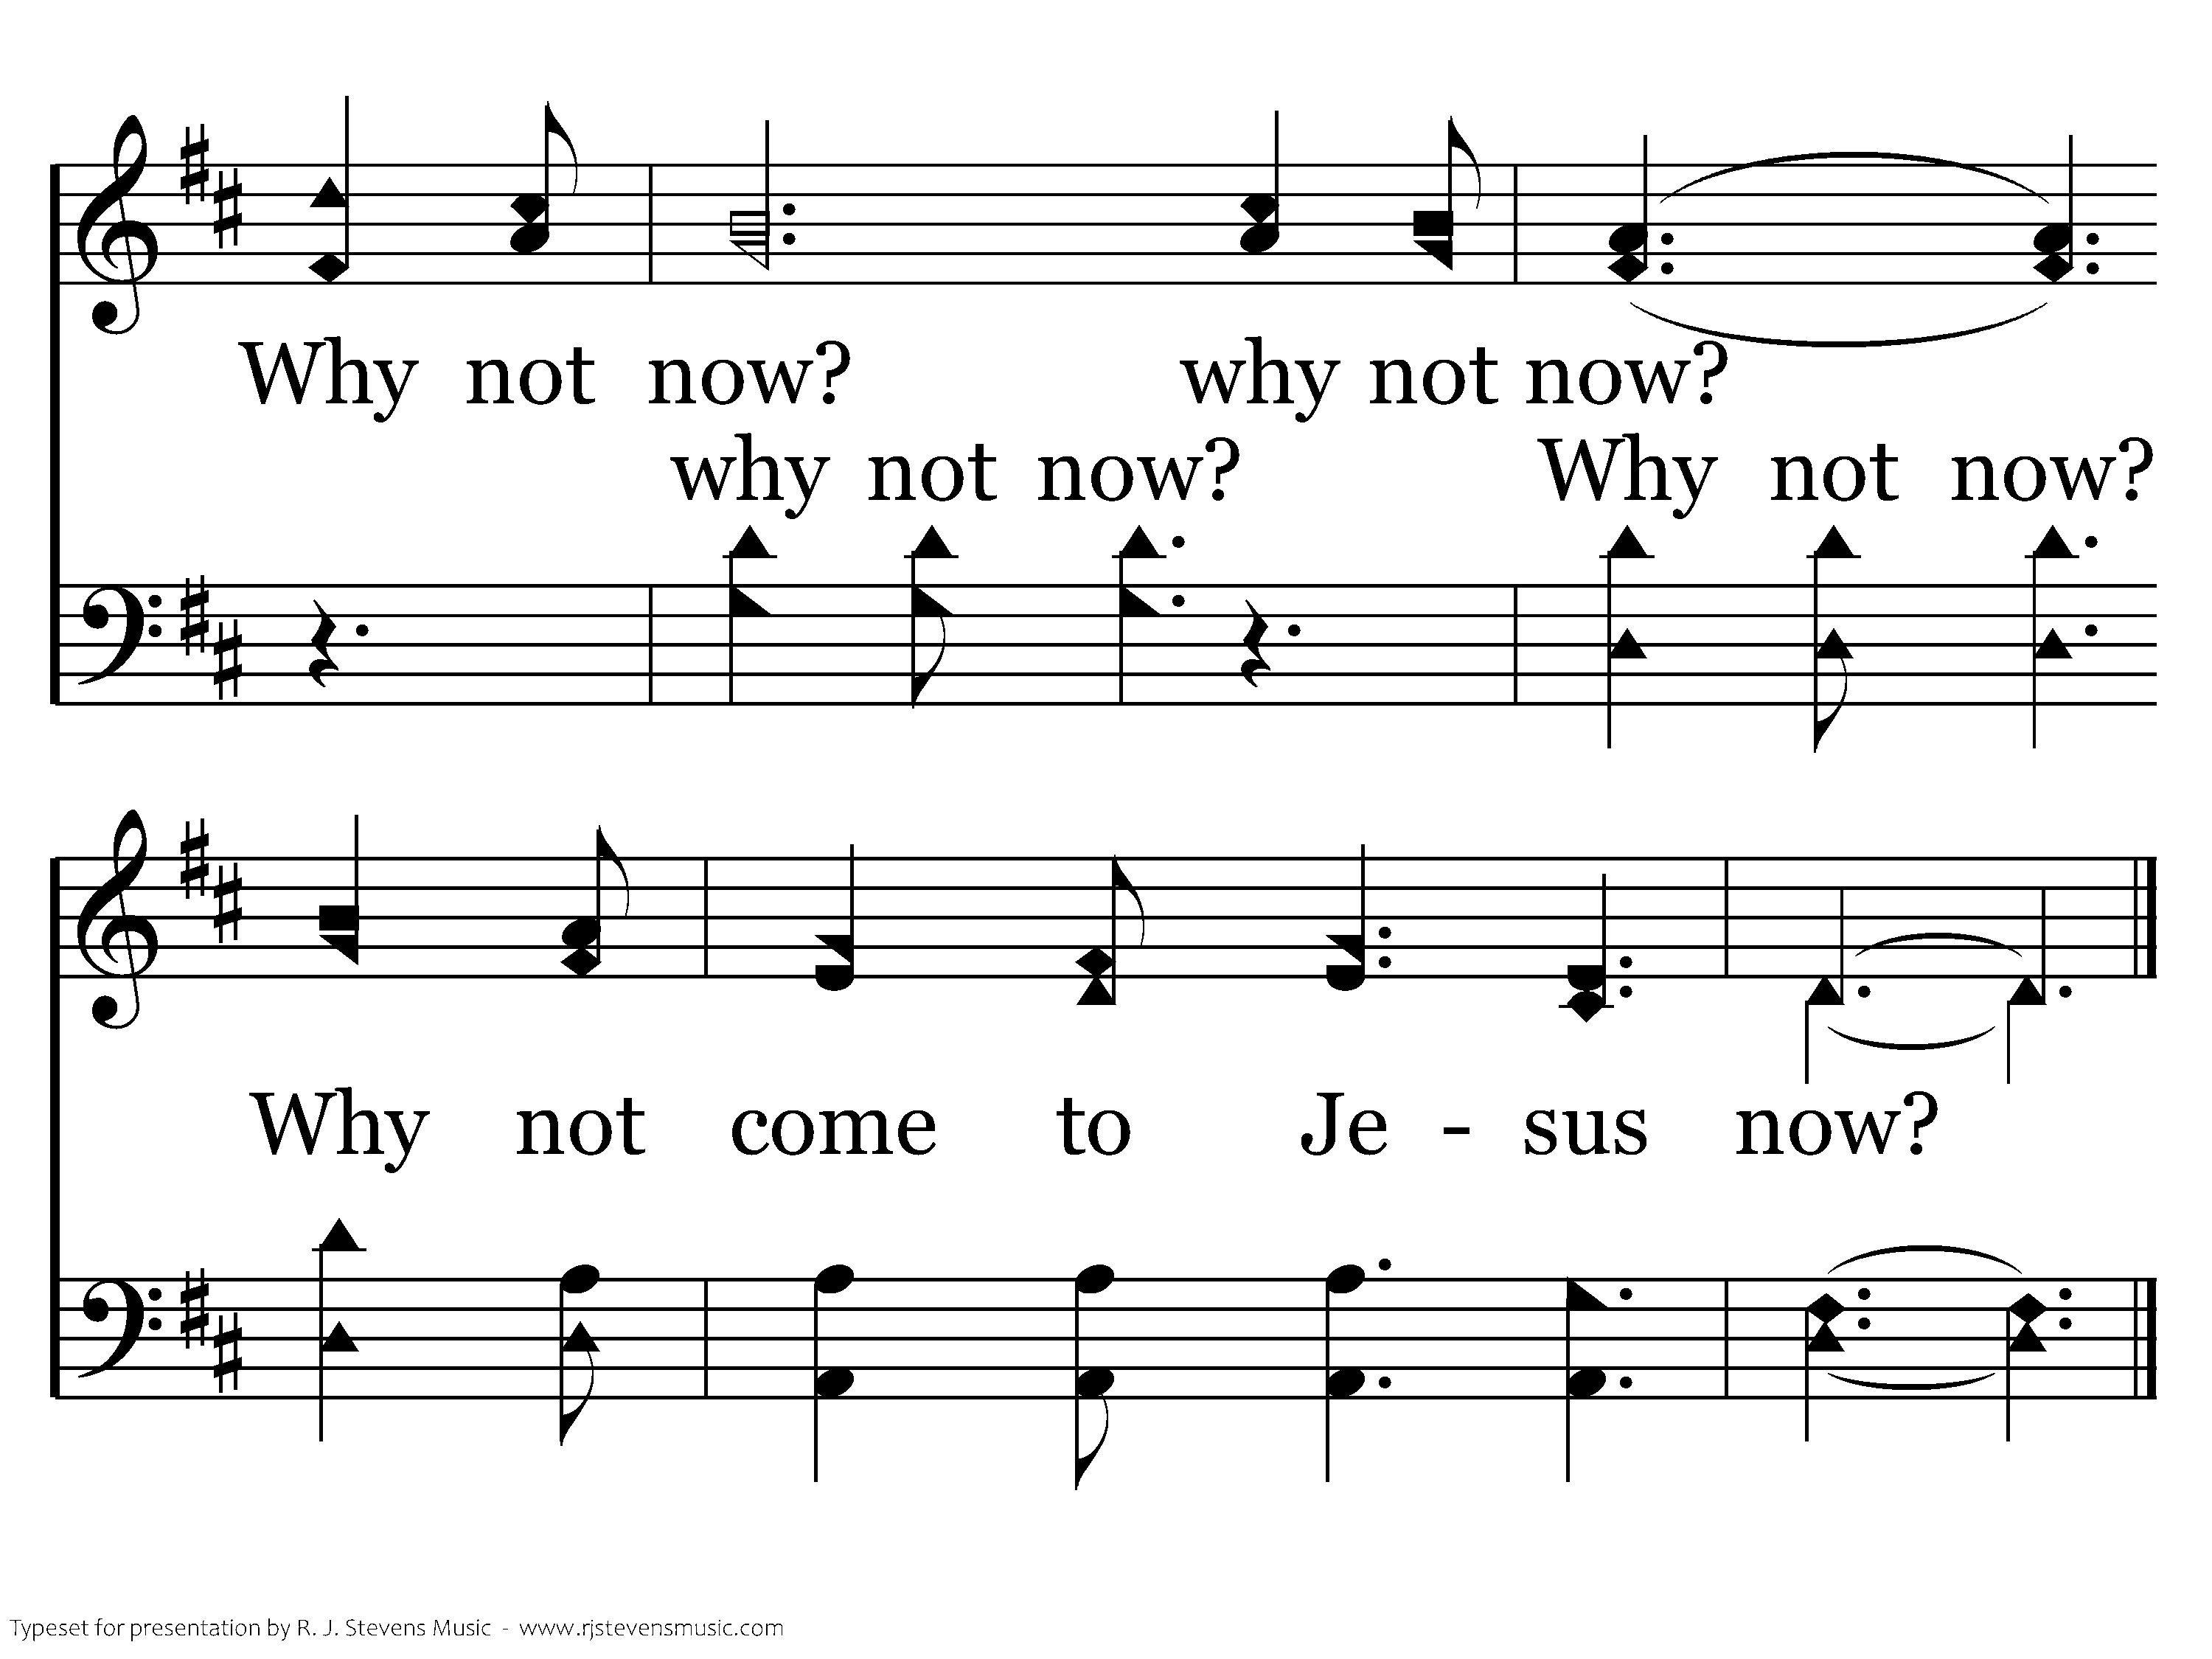 Why not now? why not now?
why not now? Why not now?
Why not come to Je - sus now?
Typeset for presentation by R. J. Stevens Music - www.rjstevensmusic.com